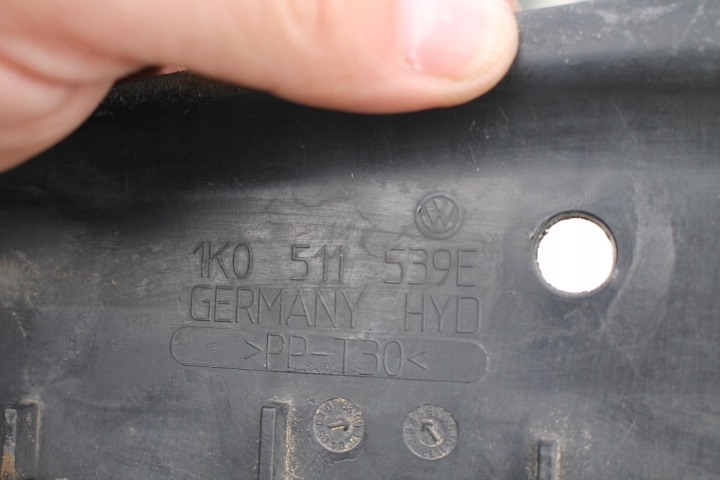 1K0 511 539E
GERMANY HYD
>PP-T30<